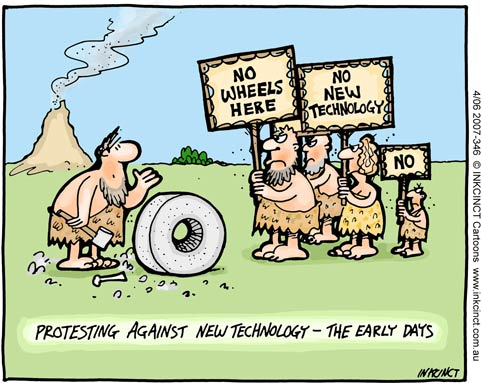 NO
WHEELS
HERE
NO
NEW
TECHNOLOGY
NO
PROTESTING AGAINST NEW TECHNOLOGY – THE EARLY DAYS
INKCINCT
4/06 2007-345 © INKCINCT Cartoons www.inkcinct.com.au